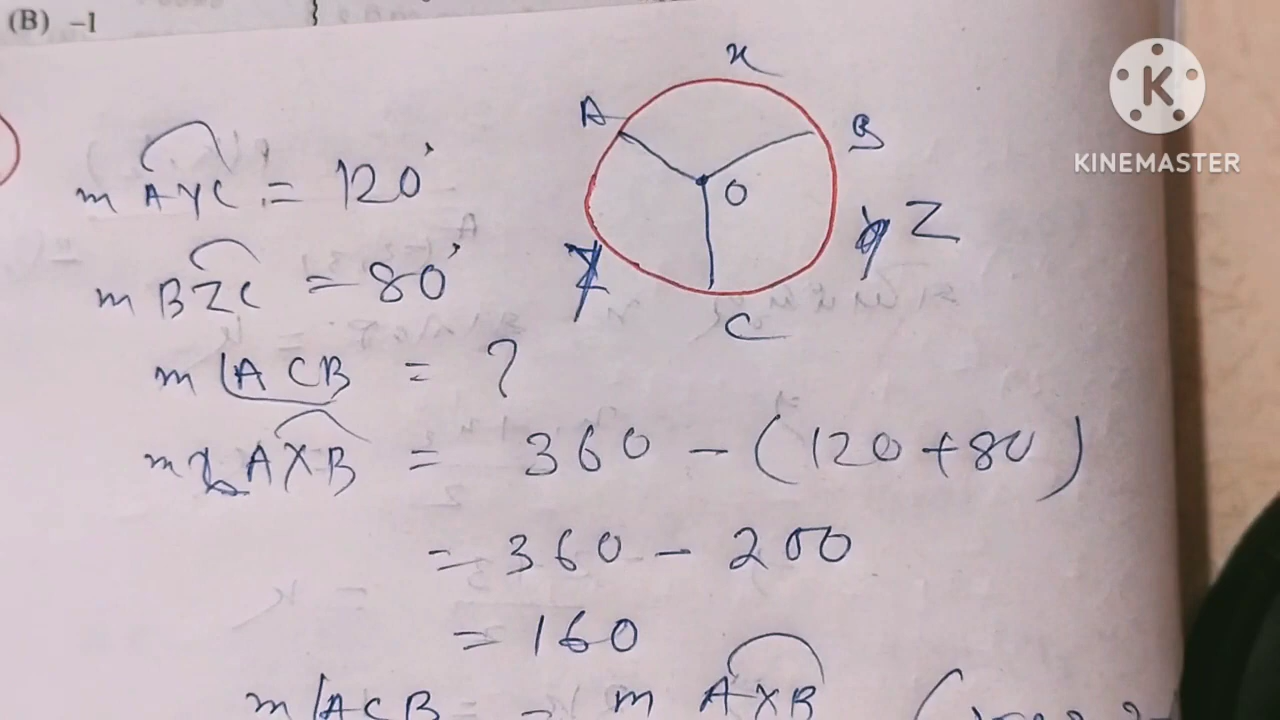 (B) –1
x
A
B
O
Z
C
K
KINEMASTER
m AYC = 120°
m BZC = 80°
m ∠ACB = ?
m AXB = 360 - (120+80)
= 360 - 200
= 160
m ∠ACB = m AXB